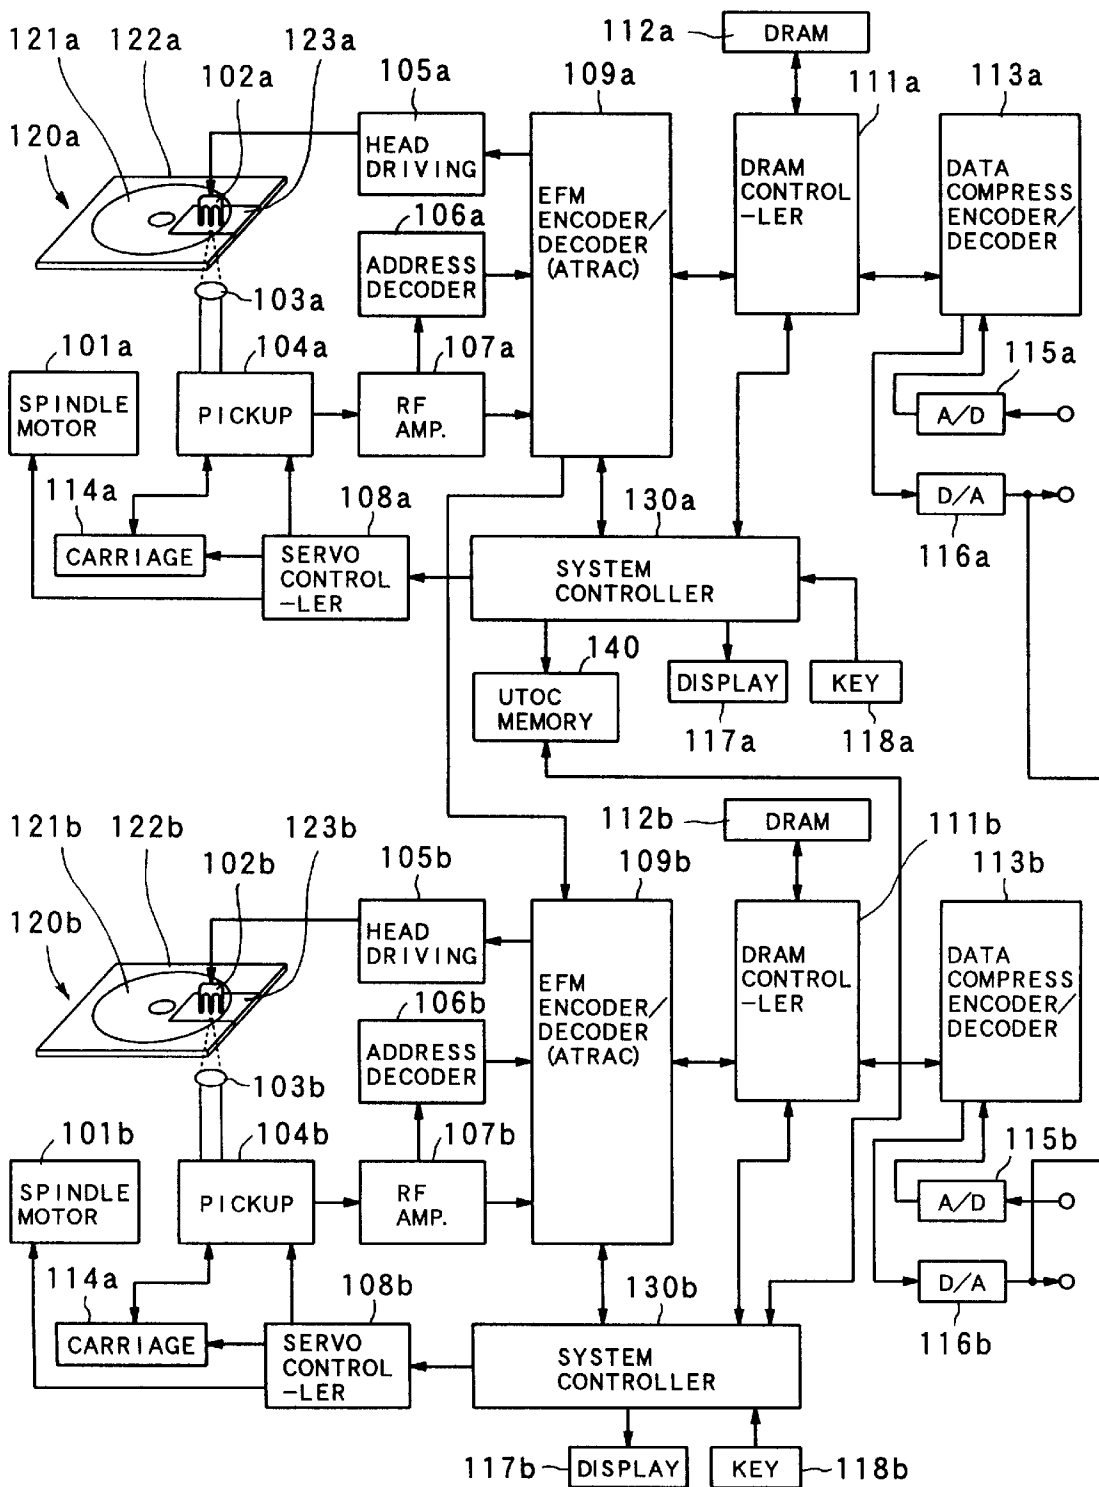 112a
DRAM
121a
122a
123a
102a
105a
109a
111a
113a
120a
HEAD
DRIVING
EFM
ENCODER/
DECODER
(ATRAC)
DRAM
CONTROL
-LER
DATA
COMPRESS
ENCODER/
DECODER
106a
ADDRESS
DECODER
103a
101a
104a
107a
115a
SPINDLE
MOTOR
PICKUP
RF
AMP.
A/D
114a
108a
130a
D/A
116a
CARRIAGE
SERVO
CONTROL
-LER
SYSTEM
CONTROLLER
140
UTOC
MEMORY
DISPLAY
KEY
117a
118a
112b
DRAM
121b
122b
123b
102b
105b
109b
111b
113b
120b
HEAD
DRIVING
EFM
ENCODER/
DECODER
(ATRAC)
DRAM
CONTROL
-LER
DATA
COMPRESS
ENCODER/
DECODER
106b
ADDRESS
DECODER
103b
101b
104b
107b
115b
SPINDLE
MOTOR
PICKUP
RF
AMP.
A/D
114a
108b
130b
D/A
116b
CARRIAGE
SERVO
CONTROL
-LER
SYSTEM
CONTROLLER
117b
DISPLAY
KEY
118b